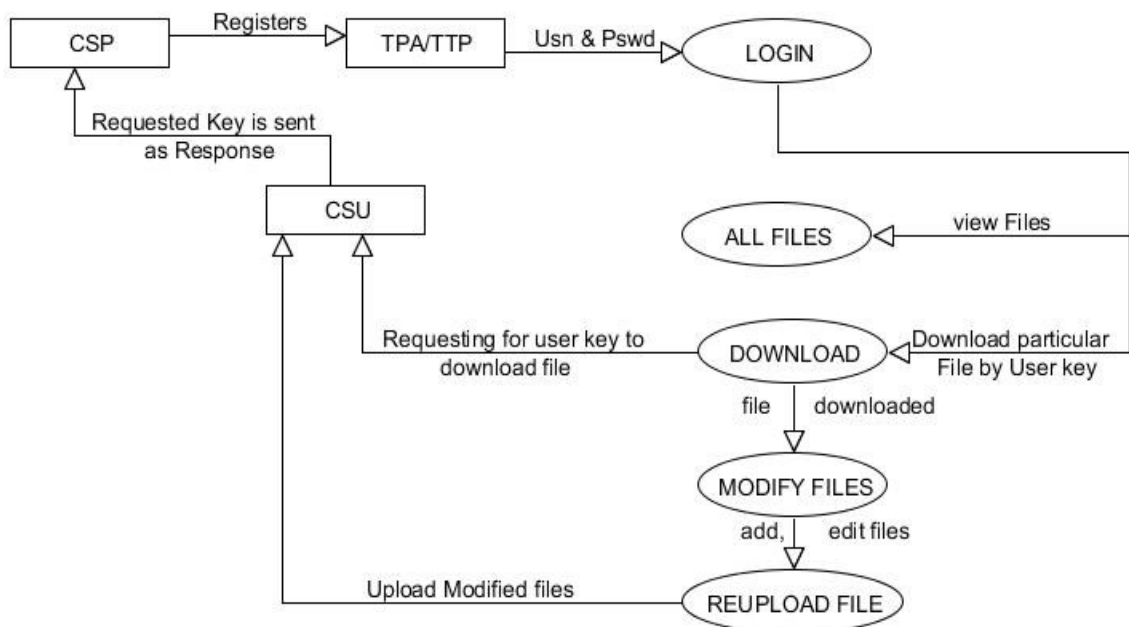 Registers
CSP
TPA/TTP
Usn & Pswd
LOGIN
Requested Key is sent
as Response
CSU
ALL FILES
view Files
Requesting for user key to
download file
DOWNLOAD
Download particular
File by User key
file downloaded
MODIFY FILES
add, edit files
Upload Modified files
REUPLOAD FILE